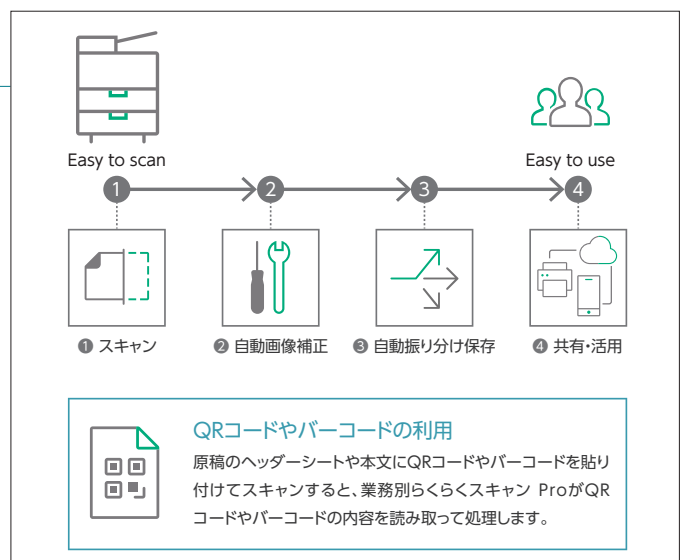 Easy to scan
Easy to use
1 2 3 4
❶ スキャン
❷ 自動画像補正
❸ 自動振り分け保存
❹ 共有・活用
QRコードやバーコードの利用
原稿のヘッダーシートや本文にQRコードやバーコードを貼り
付けてスキャンすると、業務別らくらくスキャン ProがQR
コードやバーコードの内容を読み取って処理します。